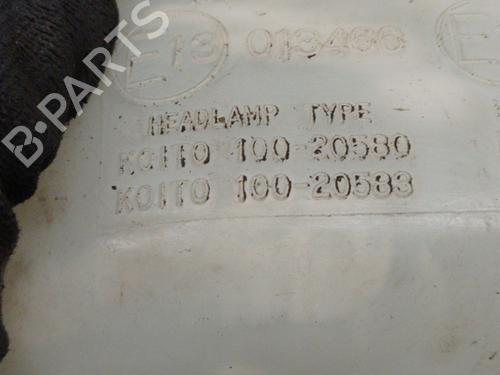 E13 013466 E
HEADLAMP TYPE
KOITO 100-20580
KOITO 100-20583
B-PARTS